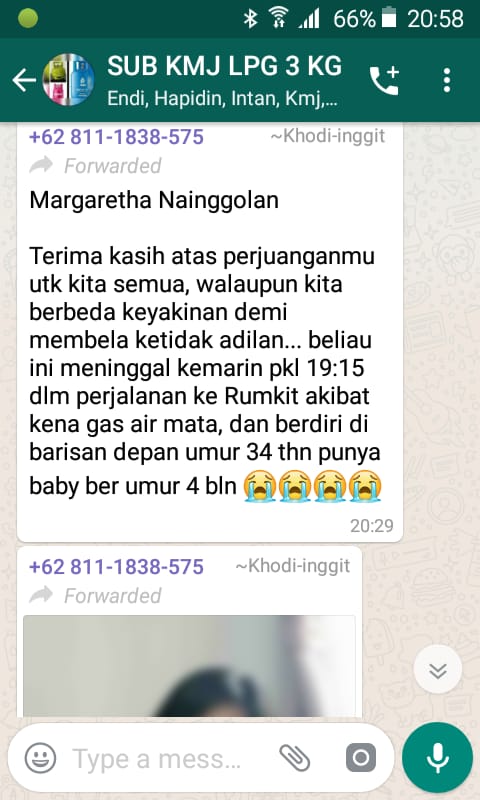 66% 20:58
SUB KMJ LPG 3 KG
Endi, Hapidin, Intan, Kmj,...
+62 811-1838-575 ~Khodi-inggit
Forwarded
Margaretha Nainggolan
Terima kasih atas perjuanganmu
utk kita semua, walaupun kita
berbeda keyakinan demi
membela ketidak adilan... beliau
ini meninggal kemarin pkl 19:15
dlm perjalanan ke Rumkit akibat
kena gas air mata, dan berdiri di
barisan depan umur 34 thn punya
baby ber umur 4 bln 😭😭😭😭
20:29
+62 811-1838-575 ~Khodi-inggit
Forwarded
Type a mess...